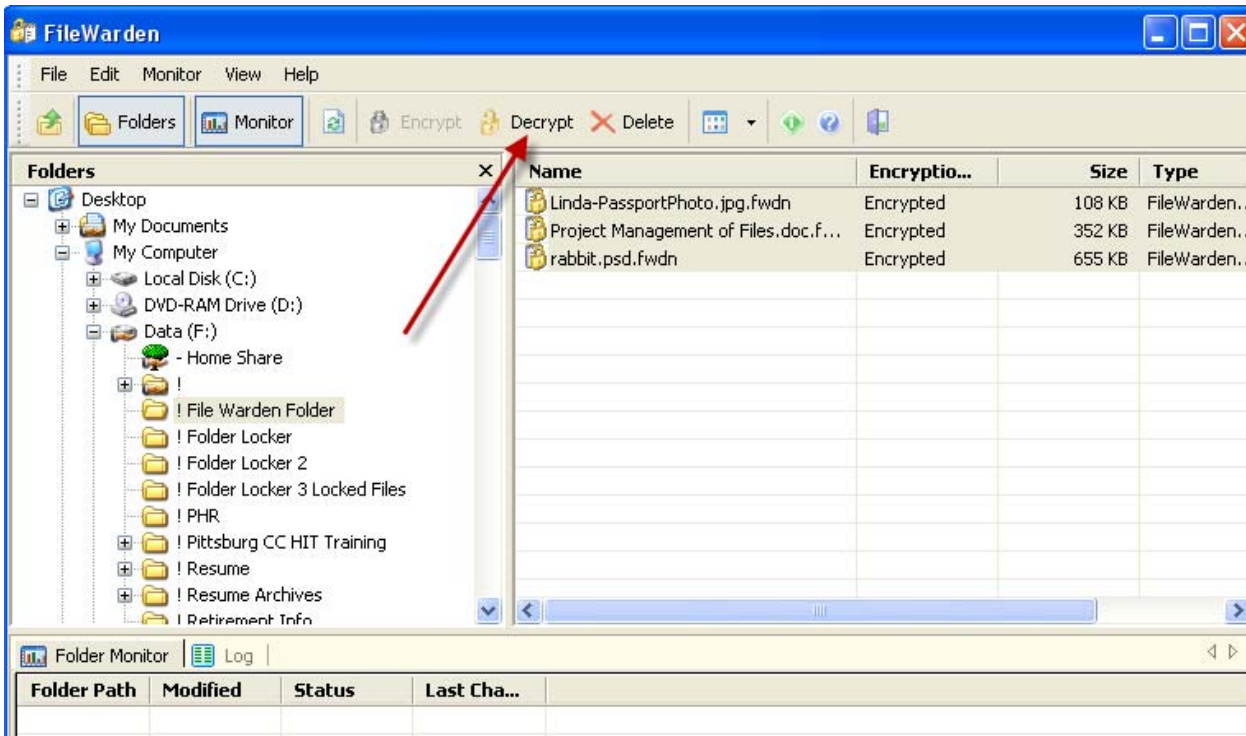 FileWarden
File Edit Monitor View Help
Folders Monitor Encrypt Decrypt Delete
Folders
Desktop
My Documents
My Computer
Local Disk (C:)
DVD-RAM Drive (D:)
Data (F:)
- Home Share
!
! File Warden Folder
! Folder Locker
! Folder Locker 2
! Folder Locker 3 Locked Files
! PHR
! Pittsburg CC HIT Training
! Resume
! Resume Archives
! Retirement Info
Name Encryptio... Size Type
Linda-PassportPhoto.jpg.fwdn Encrypted 108 KB FileWarden..
Project Management of Files.doc.f... Encrypted 352 KB FileWarden..
rabbit.psd.fwdn Encrypted 655 KB FileWarden..
Folder Monitor Log
Folder Path Modified Status Last Cha...